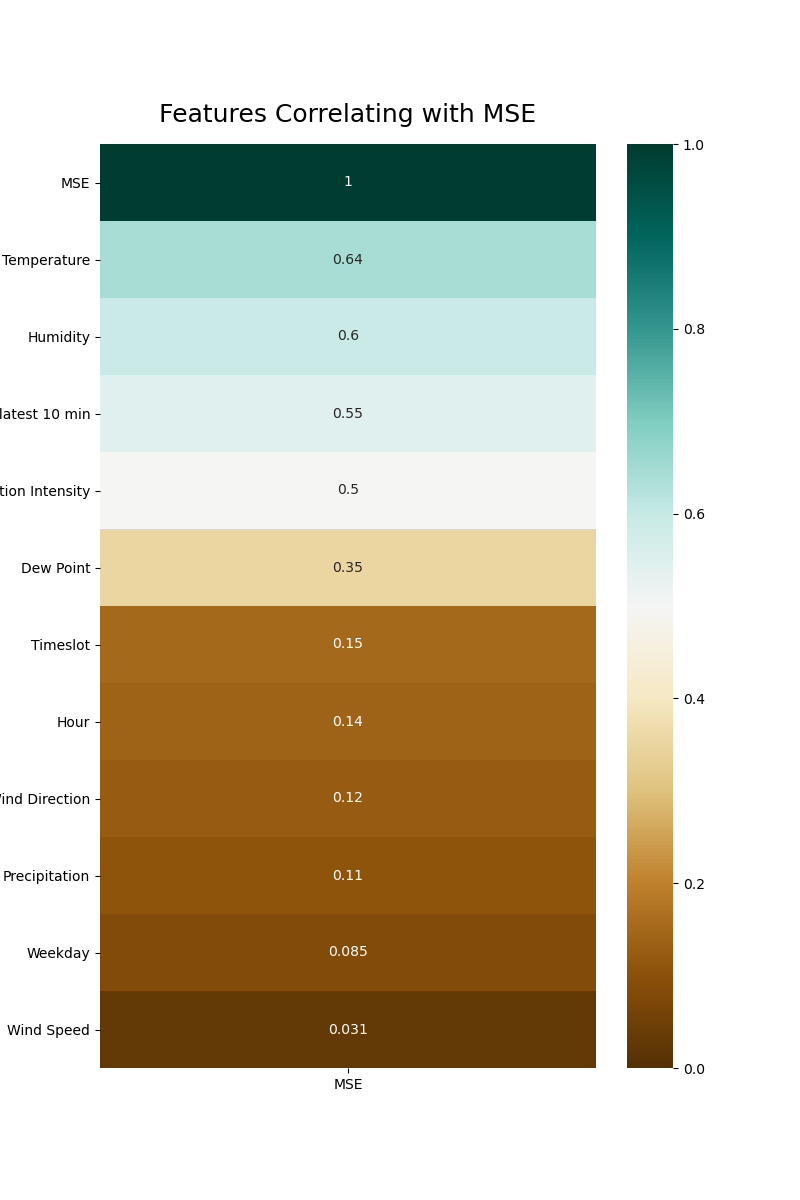 Features Correlating with MSE
MSE
1
Temperature
0.64
Humidity
0.6
latest 10 min
0.55
tion Intensity
0.5
Dew Point
0.35
Timeslot
0.15
Hour
0.14
Wind Direction
0.12
Precipitation
0.11
Weekday
0.085
Wind Speed
0.031
MSE
1.0
0.8
0.6
0.4
0.2
0.0